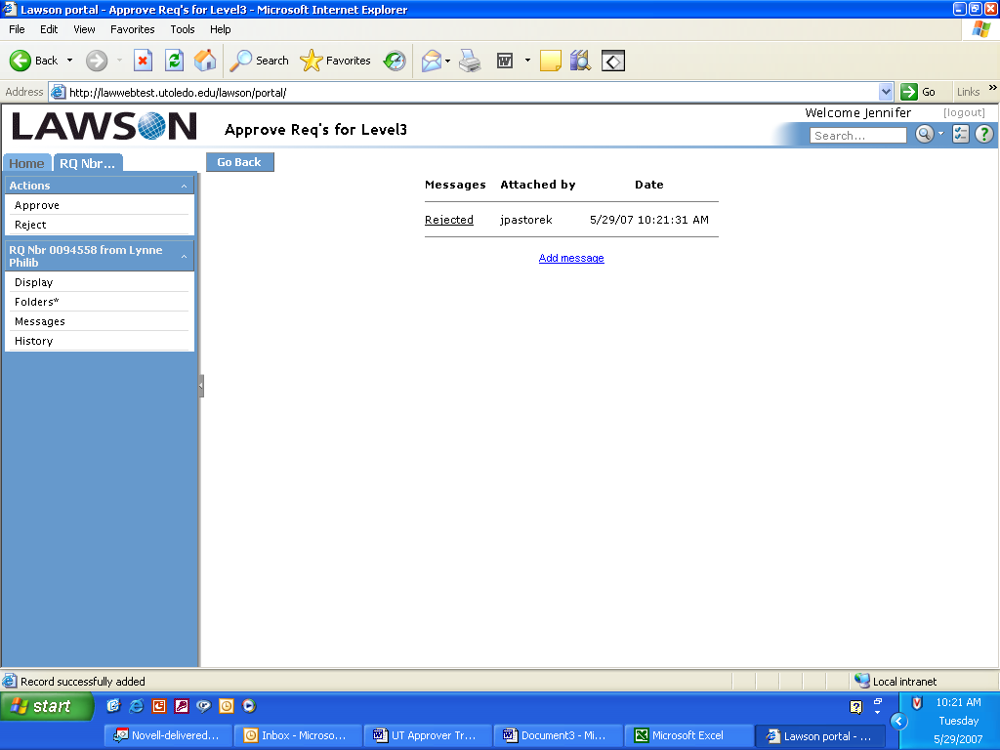 Lawson portal - Approve Req's for Level3 - Microsoft Internet Explorer
File Edit View Favorites Tools Help
Back Search Favorites
Address http://lawwebtest.utoledo.edu/lawson/portal/ Go Links »
LAWSON Approve Req's for Level3
Welcome Jennifer [logout]
Search...
Home RQ Nbr...
Go Back
Actions
Approve
Reject
RQ Nbr 0094558 from Lynne
Philib
Display
Folders*
Messages
History
Messages Attached by Date
Rejected jpastorek 5/29/07 10:21:31 AM
Add message
Record successfully added Local intranet
start
10:21 AM
Tuesday
5/29/2007
Novell-delivered... Inbox - Microso... UT Approver Tr... Document3 - Mi... Microsoft Excel Lawson portal - ...